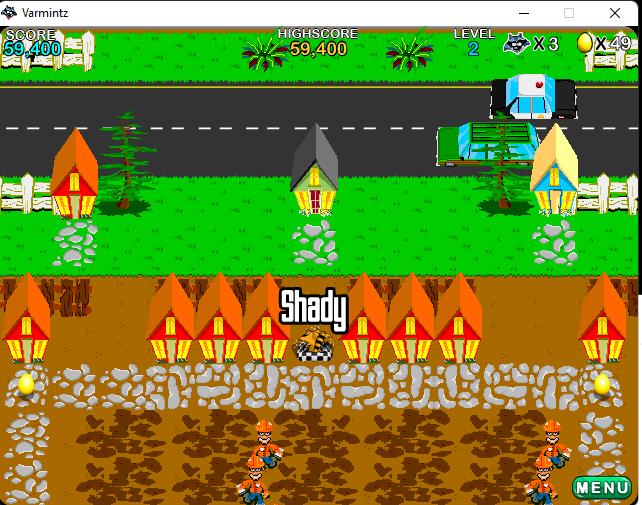 Varmintz
SCORE
59,400
HIGHSCORE
59,400
LEVEL
2
X 3
X 49
Shady
MENU